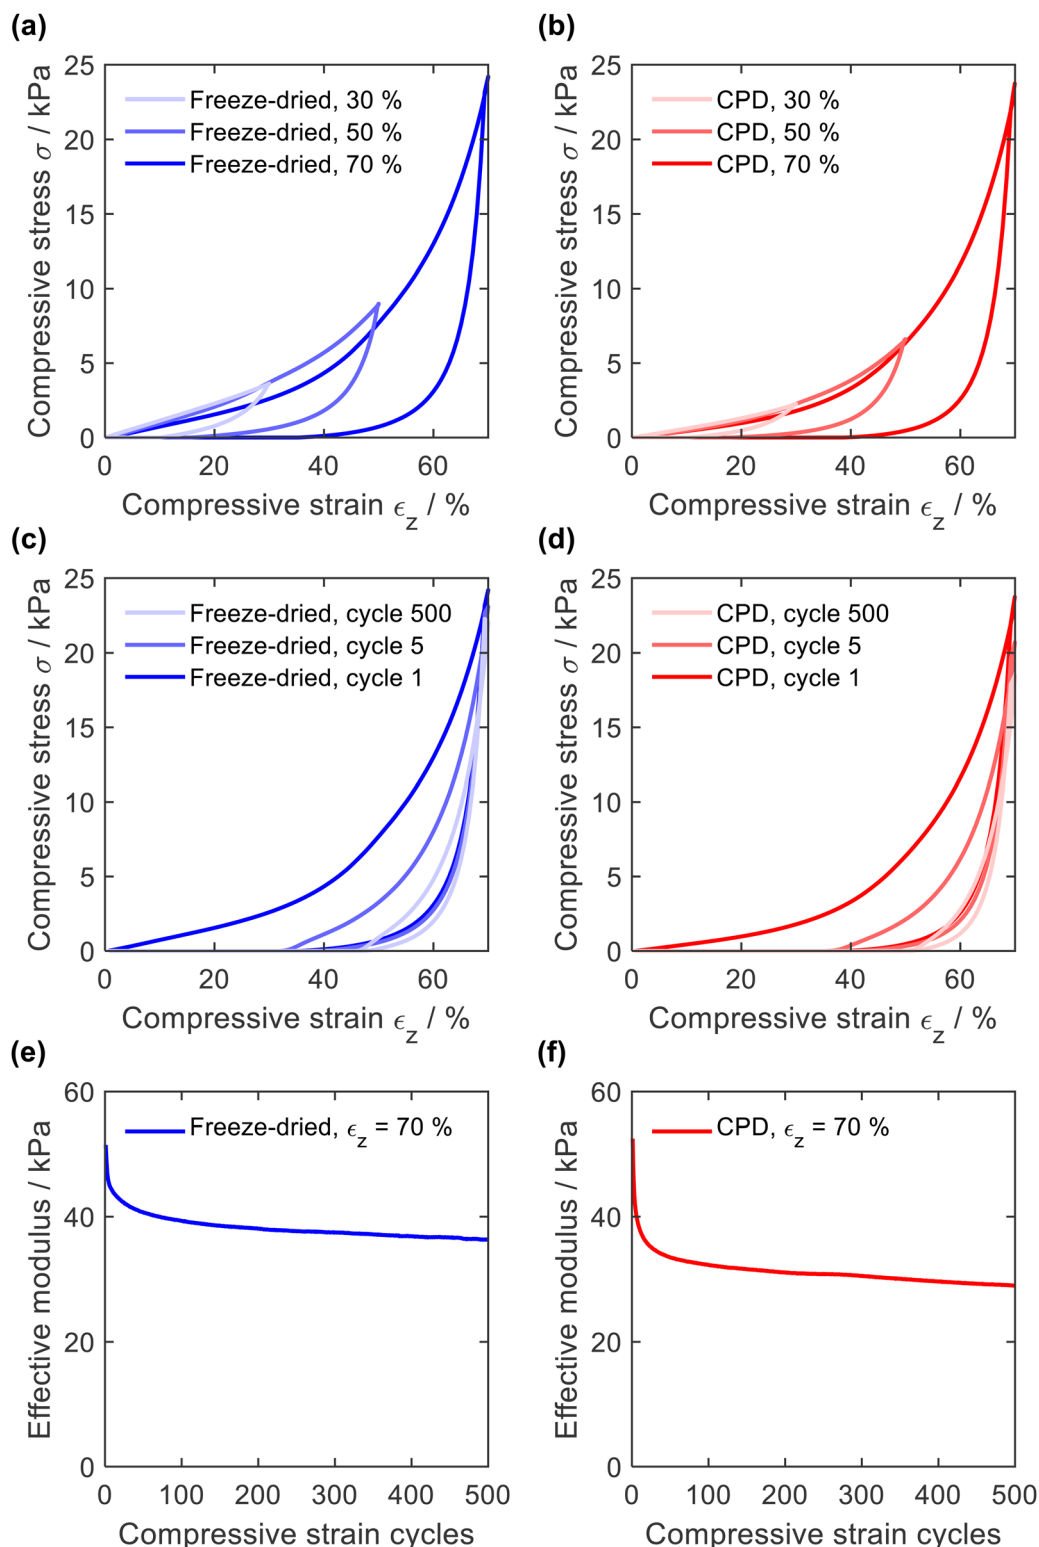 (a)
25
20
15
10
5
0
Compressive stress σ / kPa
Freeze-dried, 30 %
Freeze-dried, 50 %
Freeze-dried, 70 %
0 20 40 60
Compressive strain ϵz / %
(b)
25
20
15
10
5
0
Compressive stress σ / kPa
CPD, 30 %
CPD, 50 %
CPD, 70 %
0 20 40 60
Compressive strain ϵz / %
(c)
25
20
15
10
5
0
Compressive stress σ / kPa
Freeze-dried, cycle 500
Freeze-dried, cycle 5
Freeze-dried, cycle 1
0 20 40 60
Compressive strain ϵz / %
(d)
25
20
15
10
5
0
Compressive stress σ / kPa
CPD, cycle 500
CPD, cycle 5
CPD, cycle 1
0 20 40 60
Compressive strain ϵz / %
(e)
60
40
20
0
Effective modulus / kPa
Freeze-dried, ϵz = 70 %
0 100 200 300 400 500
Compressive strain cycles
(f)
60
40
20
0
Effective modulus / kPa
CPD, ϵz = 70 %
0 100 200 300 400 500
Compressive strain cycles